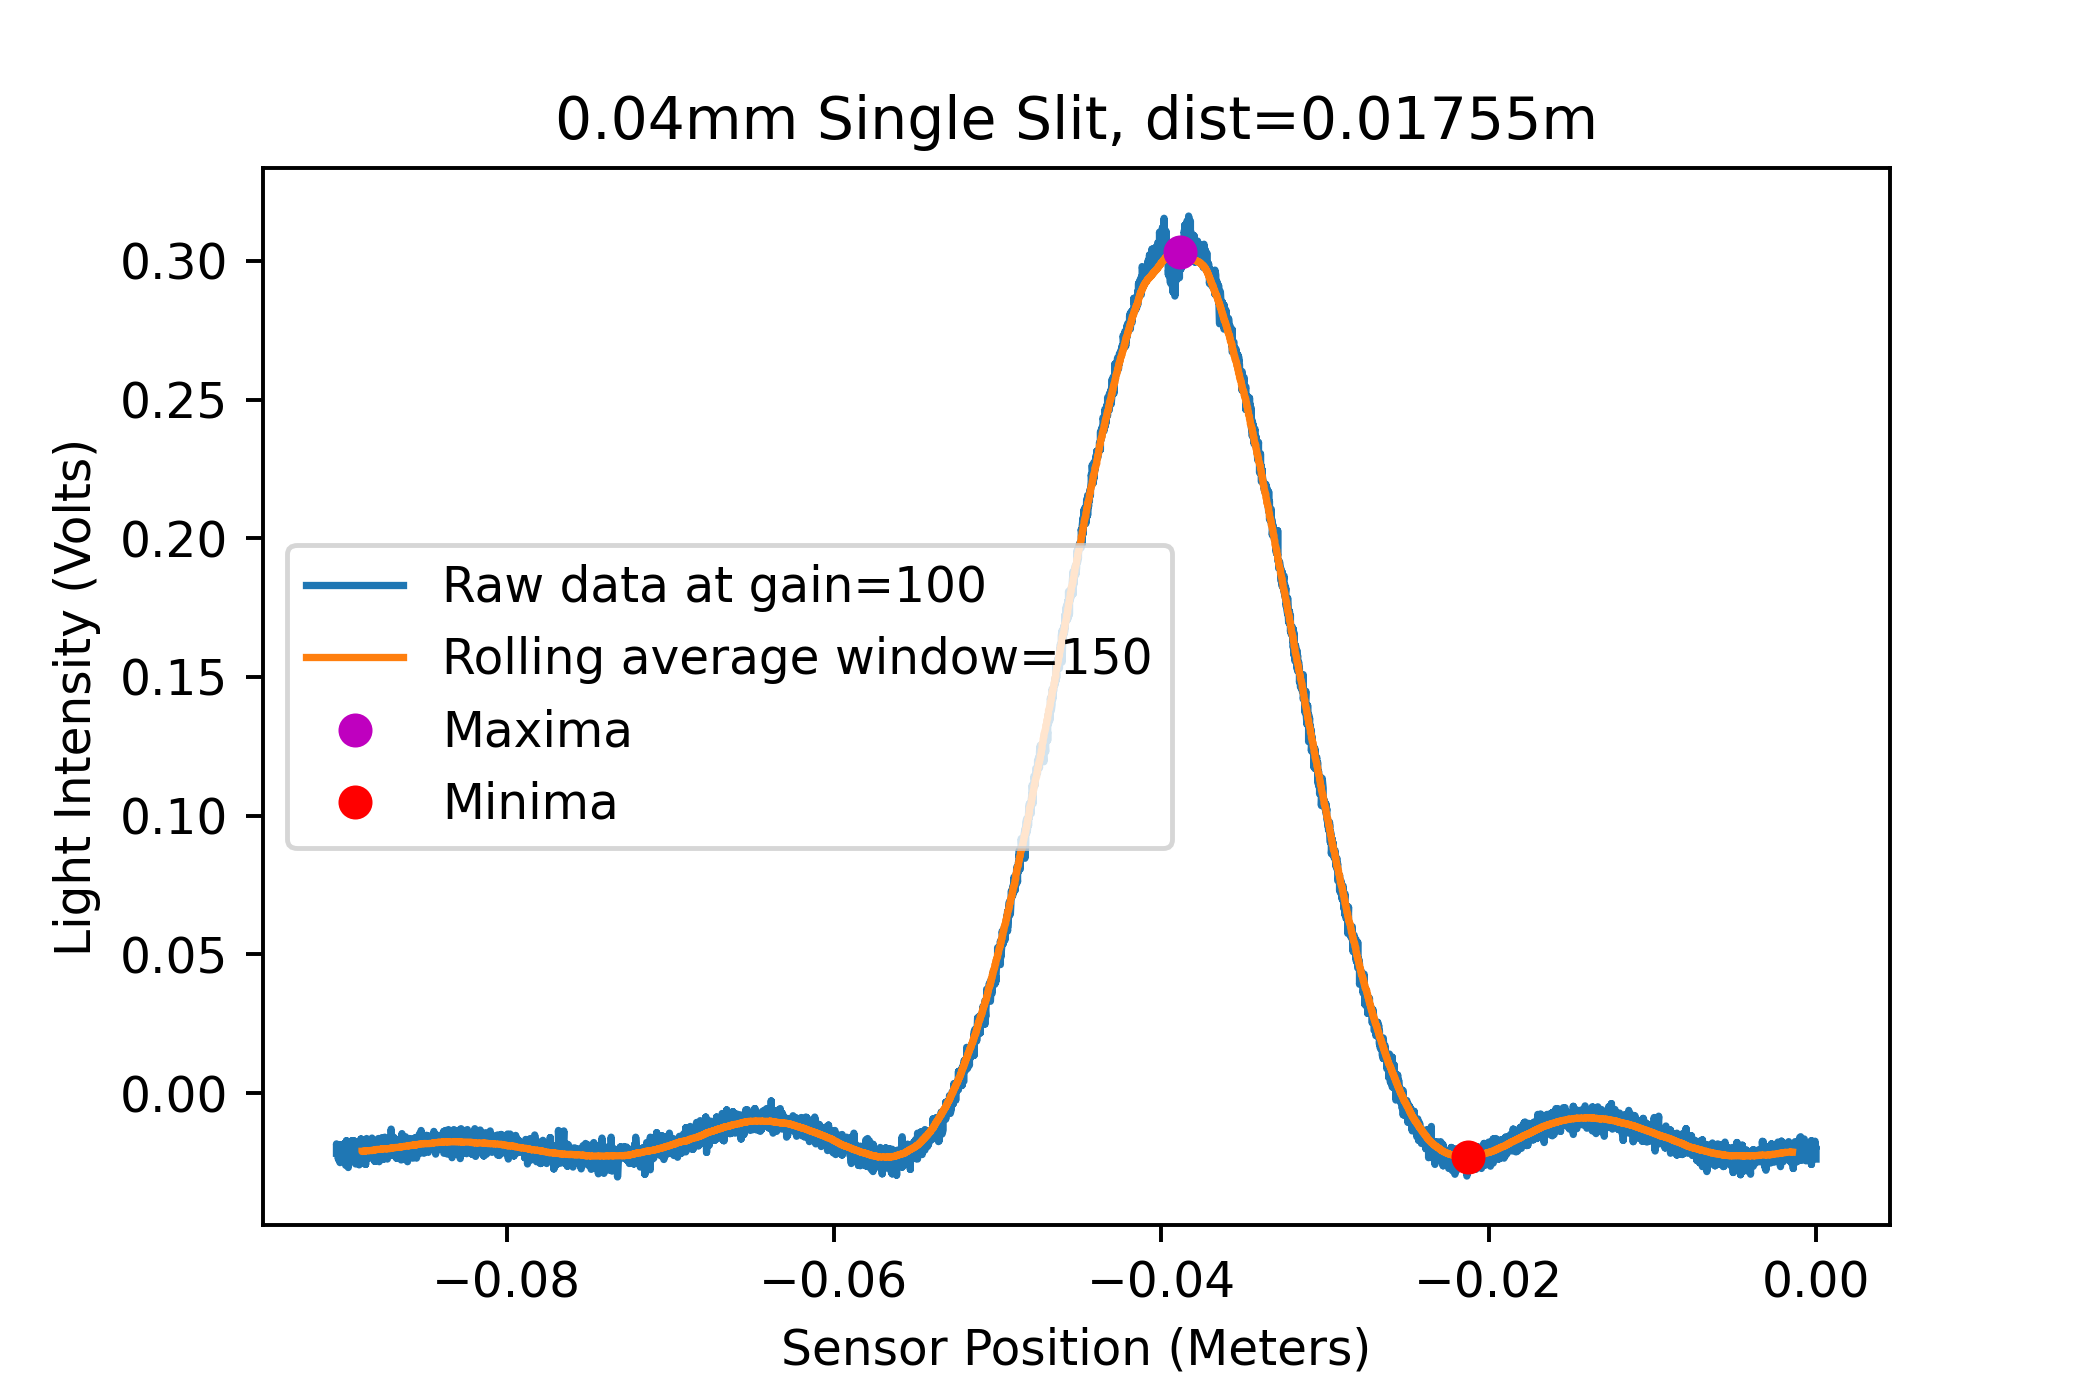 0.04mm Single Slit, dist=0.01755m
Light Intensity (Volts)
0.30
0.25
0.20
0.15
0.10
0.05
0.00
Raw data at gain=100
Rolling average window=150
Maxima
Minima
−0.08
−0.06
−0.04
−0.02
0.00
Sensor Position (Meters)